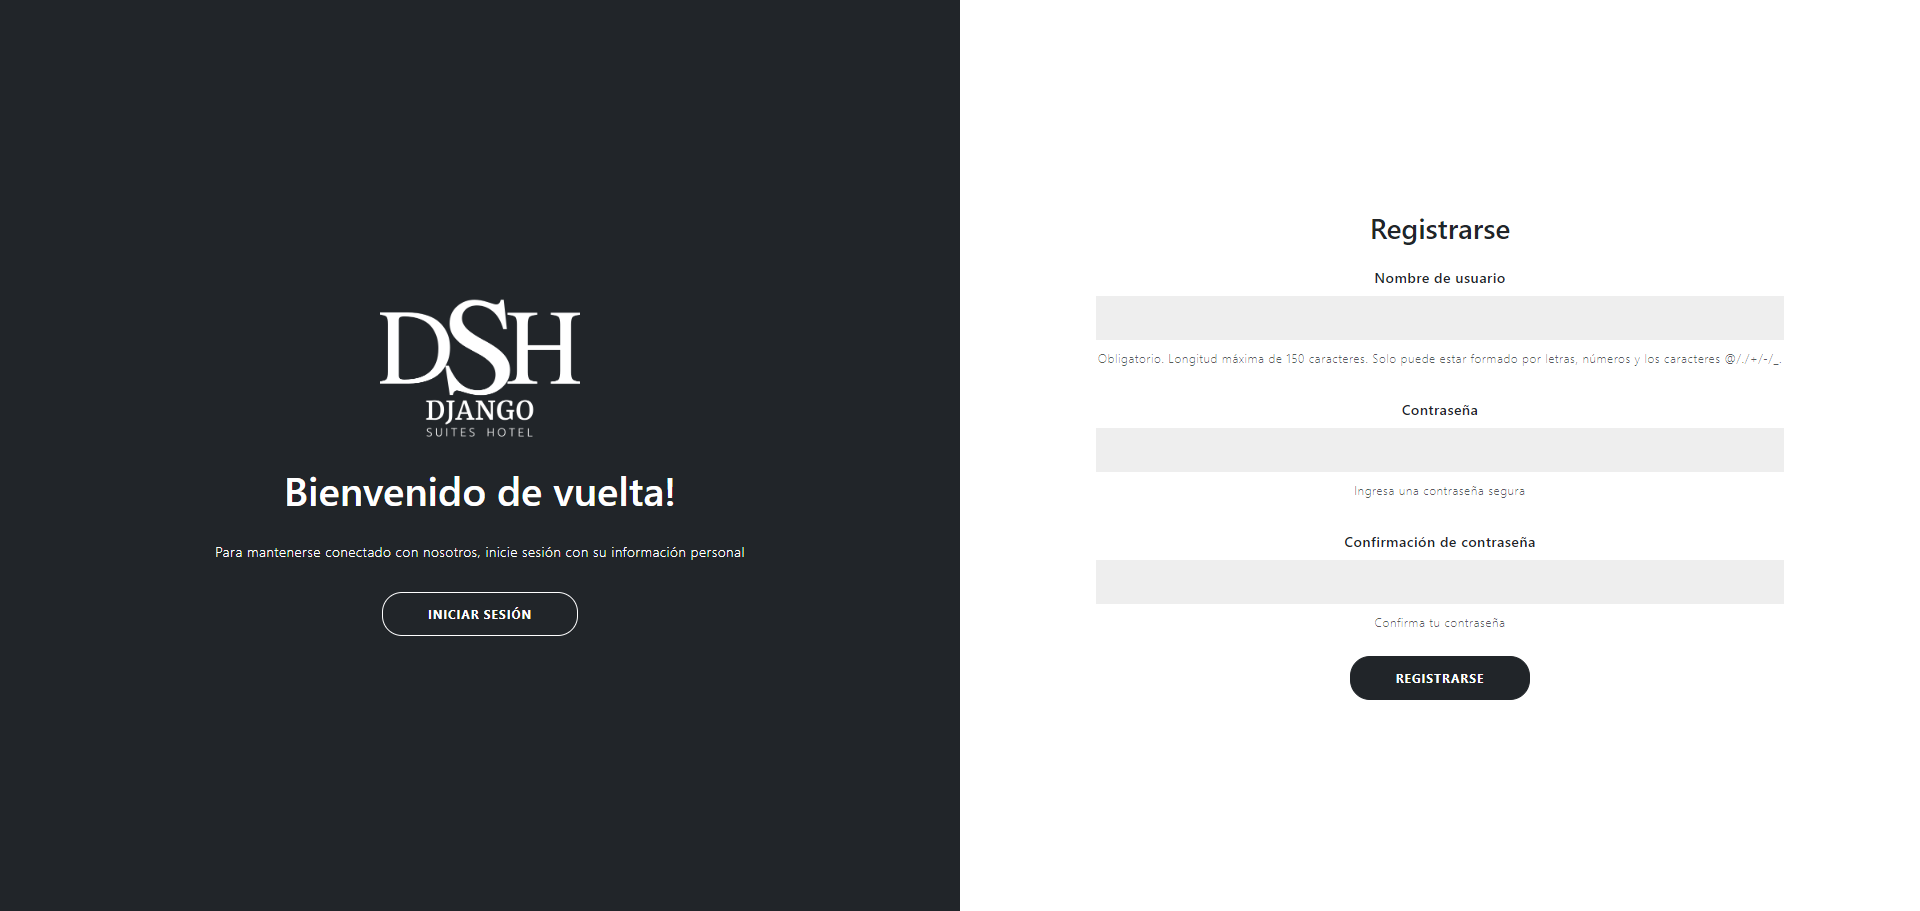 DSH
DJANGO
SUITES HOTEL
Bienvenido de vuelta!
Para mantenerse conectado con nosotros, inicie sesión con su información personal
INICIAR SESIÓN
Registrarse
Nombre de usuario
Obligatorio. Longitud máxima de 150 caracteres. Solo puede estar formado por letras, números y los caracteres @/./+/-/_.
Contraseña
Ingresa una contraseña segura
Confirmación de contraseña
Confirma tu contraseña
REGISTRARSE